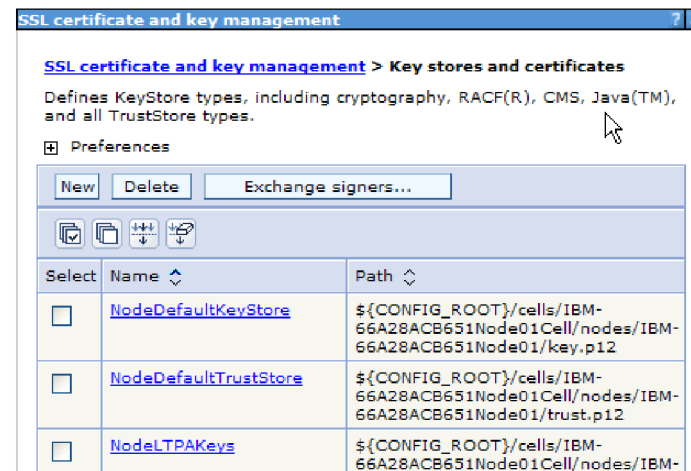 SSL certificate and key management ?
SSL certificate and key management > Key stores and certificates
Defines KeyStore types, including cryptography, RACF(R), CMS, Java(TM),
and all TrustStore types.
Preferences
New Delete Exchange signers...
Select Name Path
NodeDefaultKeyStore ${CONFIG_ROOT}/cells/IBM-
66A28ACB651Node01Cell/nodes/IBM-
66A28ACB651Node01/key.p12
NodeDefaultTrustStore ${CONFIG_ROOT}/cells/IBM-
66A28ACB651Node01Cell/nodes/IBM-
66A28ACB651Node01/trust.p12
NodeLTPAKeys ${CONFIG_ROOT}/cells/IBM-
66A28ACB651Node01Cell/nodes/IBM-